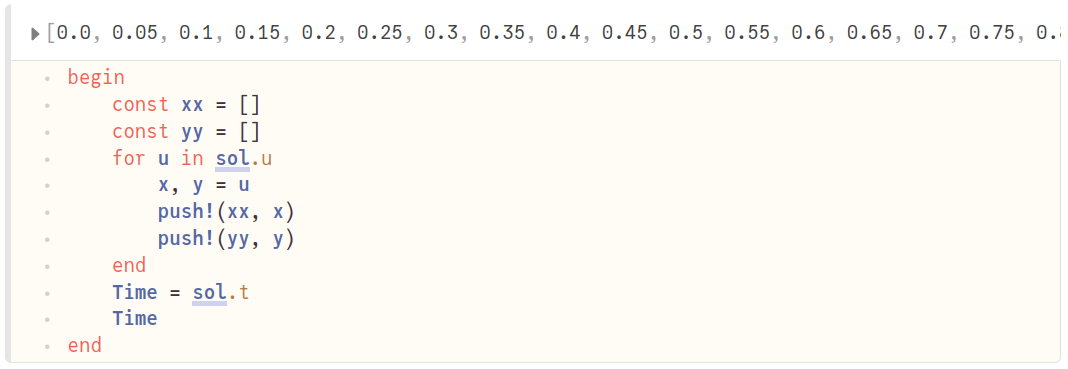 [0.0, 0.05, 0.1, 0.15, 0.2, 0.25, 0.3, 0.35, 0.4, 0.45, 0.5, 0.55, 0.6, 0.65, 0.7, 0.75, 0.
begin
    const xx = []
    const yy = []
    for u in sol.u
        x, y = u
        push!(xx, x)
        push!(yy, y)
    end
    Time = sol.t
    Time
end